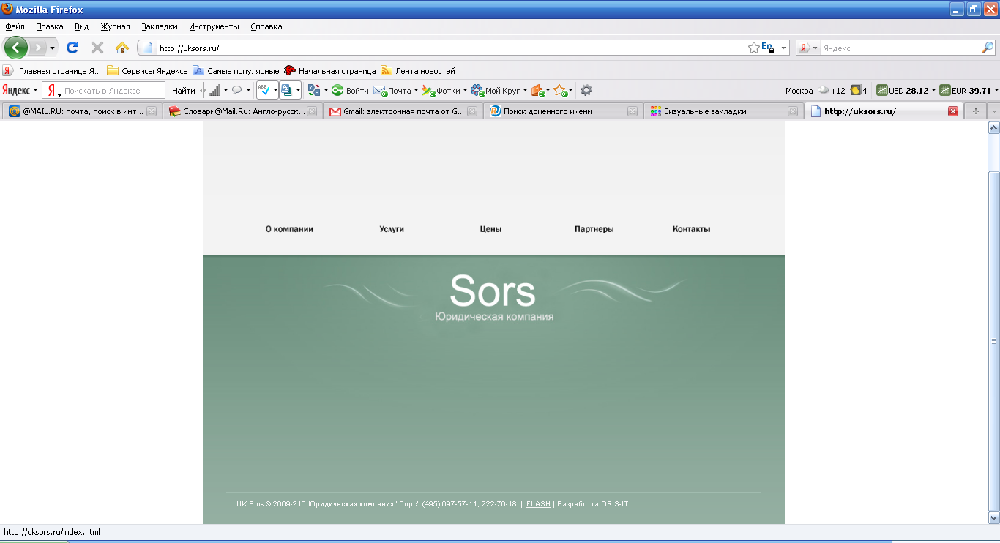 Mozilla Firefox
Файл Правка Вид Журнал Закладки Инструменты Справка
http://uksors.ru/ En Яндекс
Главная страница Я... Сервисы Яндекса Самые популярные Начальная страница Лента новостей
Яндекс Поискать в Яндексе Найти Войти Почта Фотки Мой Круг Москва +12 4 USD 28,12 EUR 39,71
@MAIL.RU: почта, поиск в инт... Словари@Mail.Ru: Англо-русск... Gmail: электронная почта от G... Поиск доменного имени Визуальные закладки http://uksors.ru/
О компании Услуги Цены Партнеры Контакты
Sors
Юридическая компания
UK Sors © 2009-210 Юридическая компания "Сорс" (495) 697-57-11, 222-70-18 | FLASH | Разработка ORIS-IT
http://uksors.ru/index.html